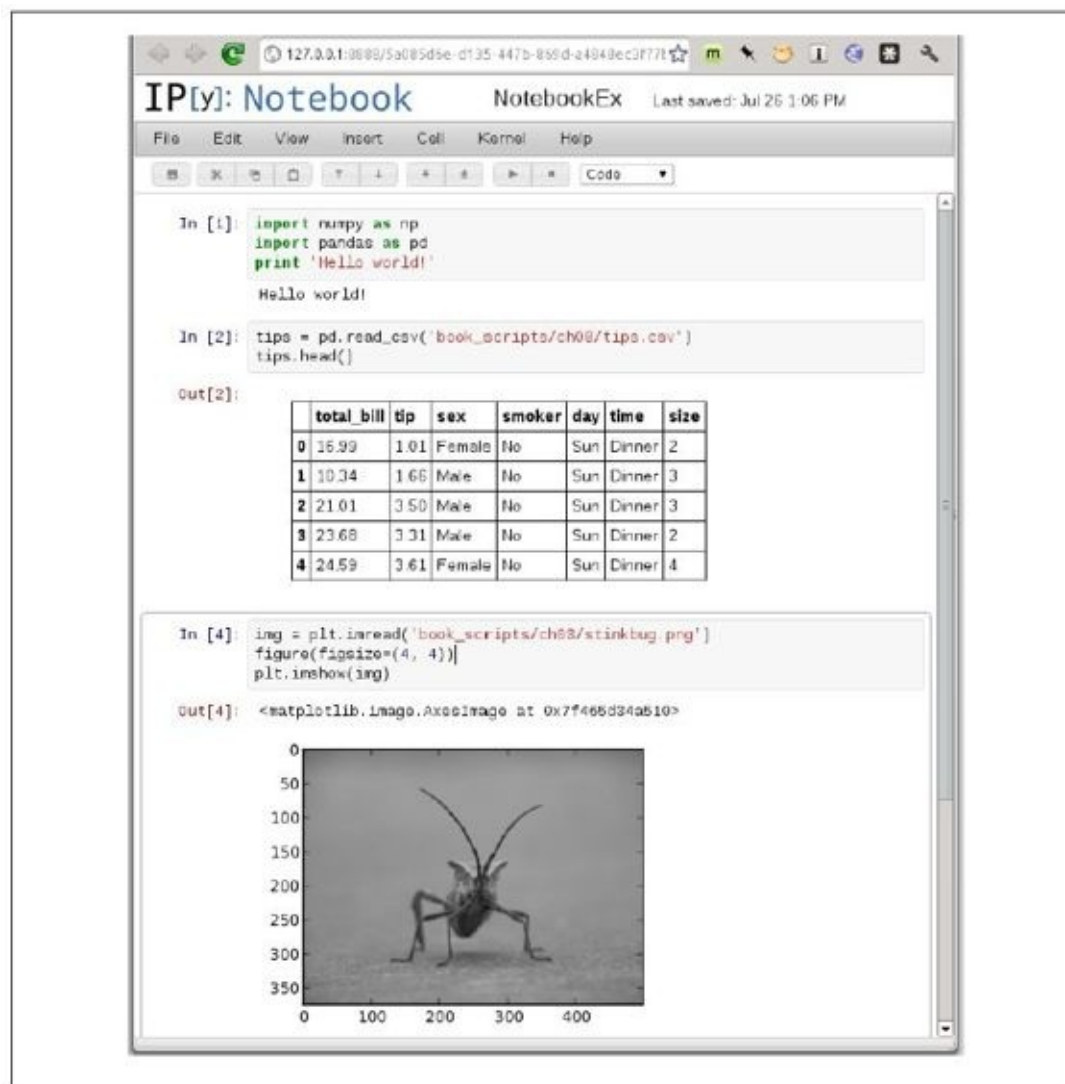 127.0.0.1:8888/5a085d6e-d135-447b-869d-a4848ec3f77
IP[y]: Notebook NotebookEx Last saved: Jul 26 1:06 PM
File Edit View Insert Cell Kernel Help
Code
In [1]: import numpy as np
import pandas as pd
print 'Hello world!'
Hello world!
In [2]: tips = pd.read_csv('book_scripts/ch08/tips.csv')
tips.head()
Out[2]:
total_bill tip sex smoker day time size
0 16.99 1.01 Female No Sun Dinner 2
1 10.34 1.66 Male No Sun Dinner 3
2 21.01 3.50 Male No Sun Dinner 3
3 23.68 3.31 Male No Sun Dinner 2
4 24.59 3.61 Female No Sun Dinner 4
In [4]: img = plt.imread('book_scripts/ch08/stinkbug.png')
figure(figsize=(4, 4))
plt.imshow(img)
Out[4]: <matplotlib.image.AxesImage at 0x7f465d34a510>
0
50
100
150
200
250
300
350
0 100 200 300 400